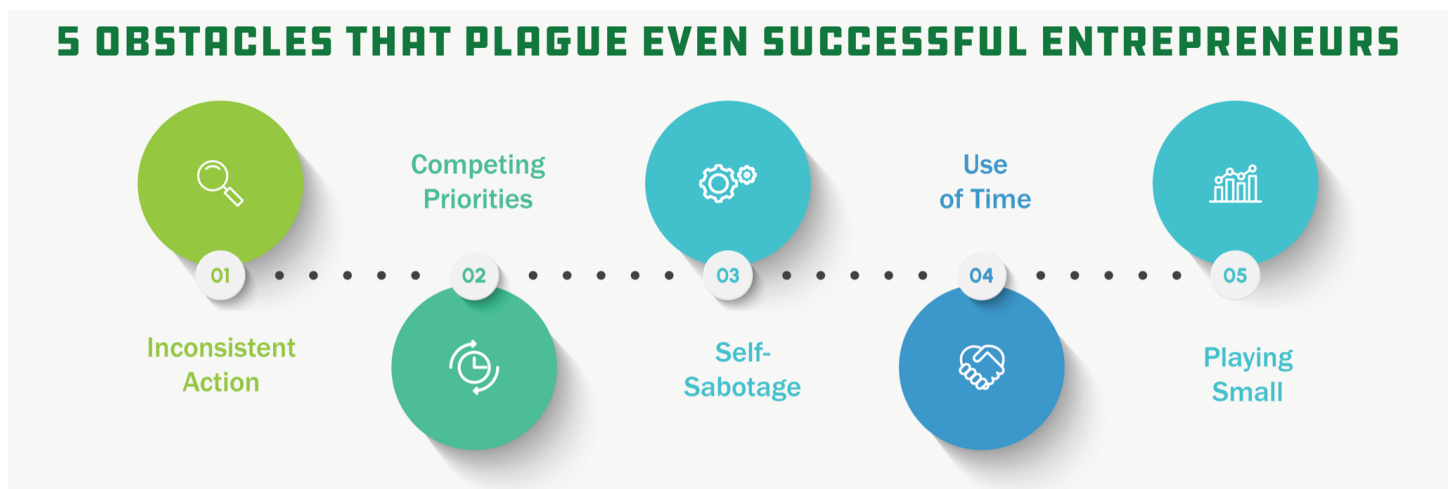 5 OBSTACLES THAT PLAGUE EVEN SUCCESSFUL ENTREPRENEURS
01
Inconsistent
Action
Competing
Priorities
02
03
Self-
Sabotage
Use
of Time
04
05
Playing
Small